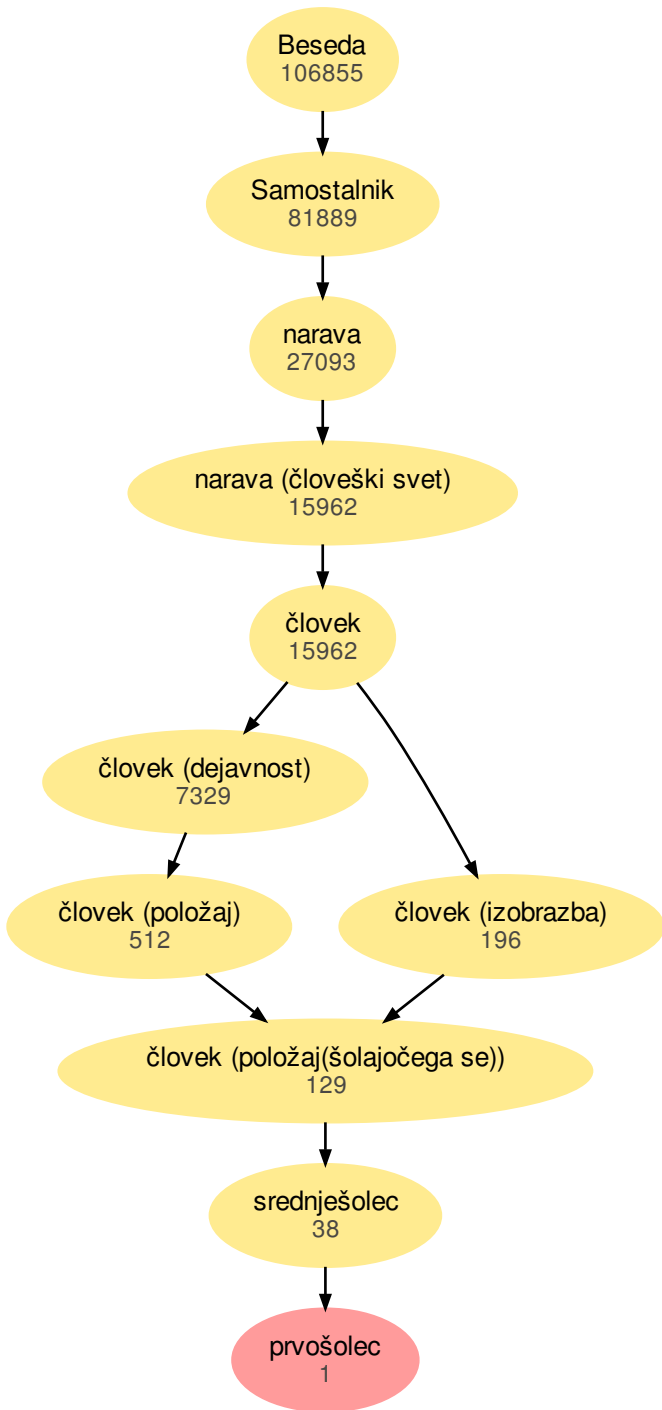 Beseda
106855
Samostalnik
81889
narava
27093
narava (človeški svet)
15962
človek
15962
človek (dejavnost)
7329
človek (položaj)
512
človek (izobrazba)
196
človek (položaj(šolajočega se))
129
srednješolec
38
prvošolec
1